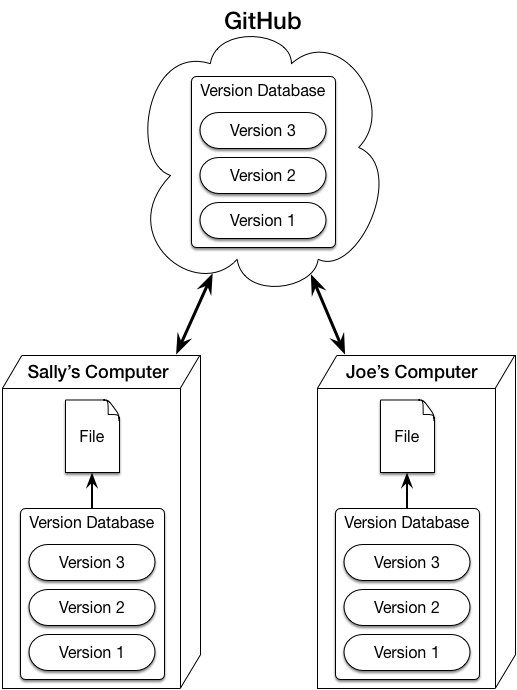 GitHub
Version Database
Version 3
Version 2
Version 1
Sally's Computer
File
Version Database
Version 3
Version 2
Version 1
Joe's Computer
File
Version Database
Version 3
Version 2
Version 1